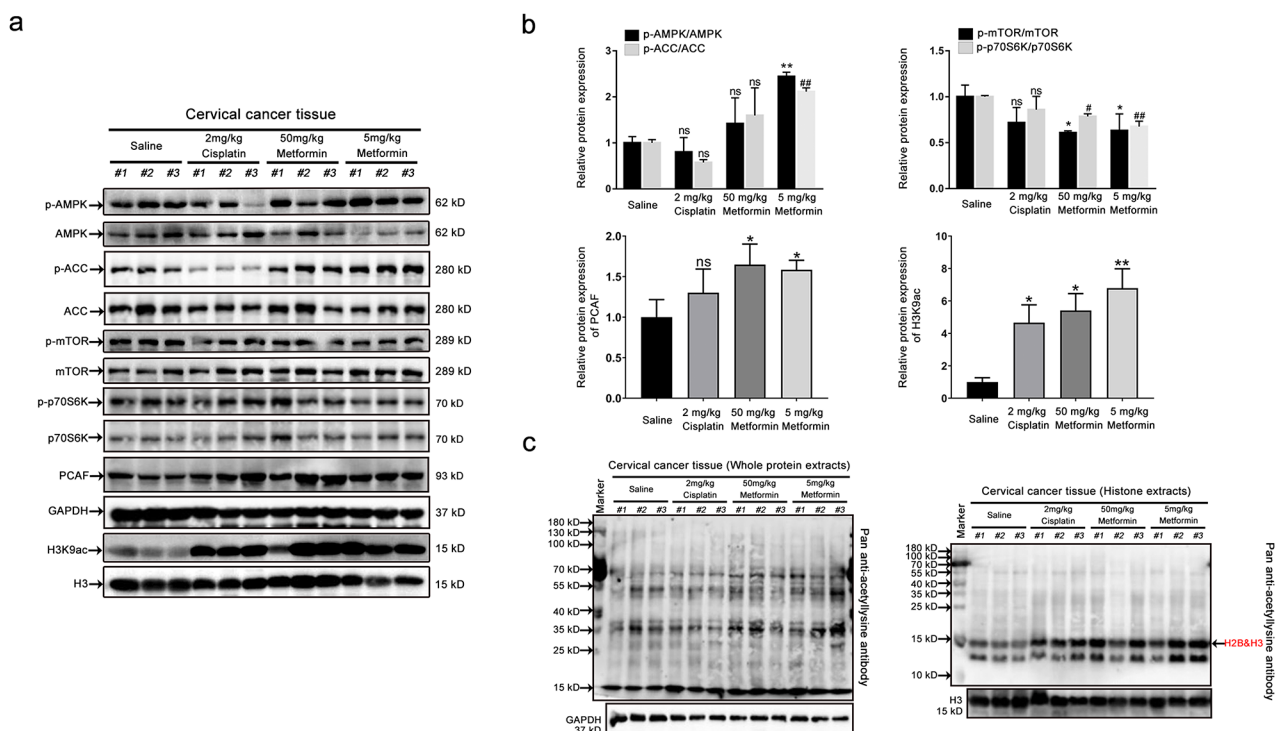 a
Cervical cancer tissue
Saline
2mg/kg
Cisplatin
50mg/kg
Metformin
5mg/kg
Metformin
#1 #2 #3 #1 #2 #3 #1 #2 #3 #1 #2 #3
p-AMPK 62 kD
AMPK 62 kD
p-ACC 280 kD
ACC 280 kD
p-mTOR 289 kD
mTOR 289 kD
p-p70S6K 70 kD
p70S6K 70 kD
PCAF 93 kD
GAPDH 37 kD
H3K9ac 15 kD
H3 15 kD
b
p-AMPK/AMPK
p-ACC/ACC
Relative protein expression
3
2
1
0
ns
ns
ns
ns
**
##
Saline
2 mg/kg
Cisplatin
50 mg/kg
Metformin
5 mg/kg
Metformin
p-mTOR/mTOR
p-p70S6K/p70S6K
Relative protein expression
1.5
1.0
0.5
0.0
ns
ns
*
#
*
##
Saline
2 mg/kg
Cisplatin
50 mg/kg
Metformin
5 mg/kg
Metformin
Relative protein expression
of PCAF
2.0
1.5
1.0
0.5
0.0
ns
*
*
Saline
2 mg/kg
Cisplatin
50 mg/kg
Metformin
5 mg/kg
Metformin
Relative protein expression
of H3K9ac
10
8
6
4
2
0
*
*
**
Saline
2 mg/kg
Cisplatin
50 mg/kg
Metformin
5 mg/kg
Metformin
c
Cervical cancer tissue (Whole protein extracts)
Marker
Saline
2mg/kg
Cisplatin
50mg/kg
Metformin
5mg/kg
Metformin
#1 #2 #3 #1 #2 #3 #1 #2 #3 #1 #2 #3
180 kD
130 kD
100 kD
70 kD
55 kD
40 kD
35 kD
25 kD
15 kD
Pan anti-acetyllysine antibody
GAPDH
37 kD
Cervical cancer tissue (Histone extracts)
Marker
Saline
2mg/kg
Cisplatin
50mg/kg
Metformin
5mg/kg
Metformin
#1 #2 #3 #1 #2 #3 #1 #2 #3 #1 #2 #3
180 kD
100 kD
70 kD
55 kD
40 kD
35 kD
25 kD
15 kD
10 kD
H2B&H3
Pan anti-acetyllysine antibody
H3
15 kD